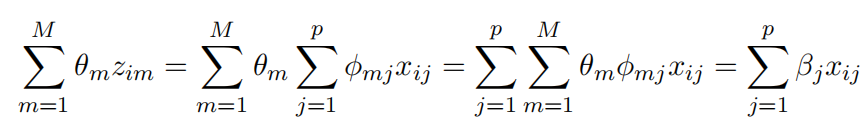 $$\sum_{m=1}^{M} \theta_m z_{im} = \sum_{m=1}^{M} \theta_m \sum_{j=1}^{p} \phi_{mj} x_{ij} = \sum_{j=1}^{p} \sum_{m=1}^{M} \theta_m \phi_{mj} x_{ij} = \sum_{j=1}^{p} \beta_j x_{ij}$$